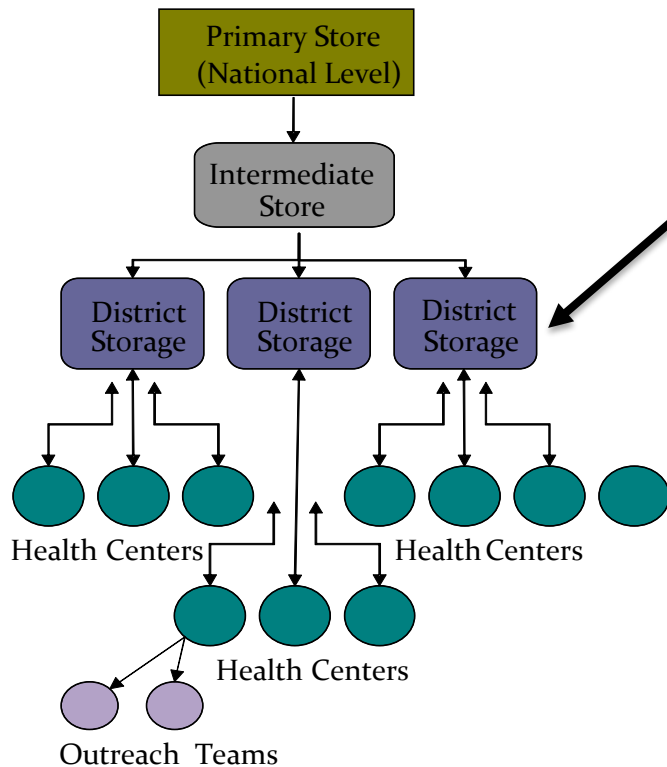 Primary Store
(National Level)
Intermediate
Store
District
Storage
District
Storage
District
Storage
Health Centers
Health Centers
Health Centers
Outreach Teams